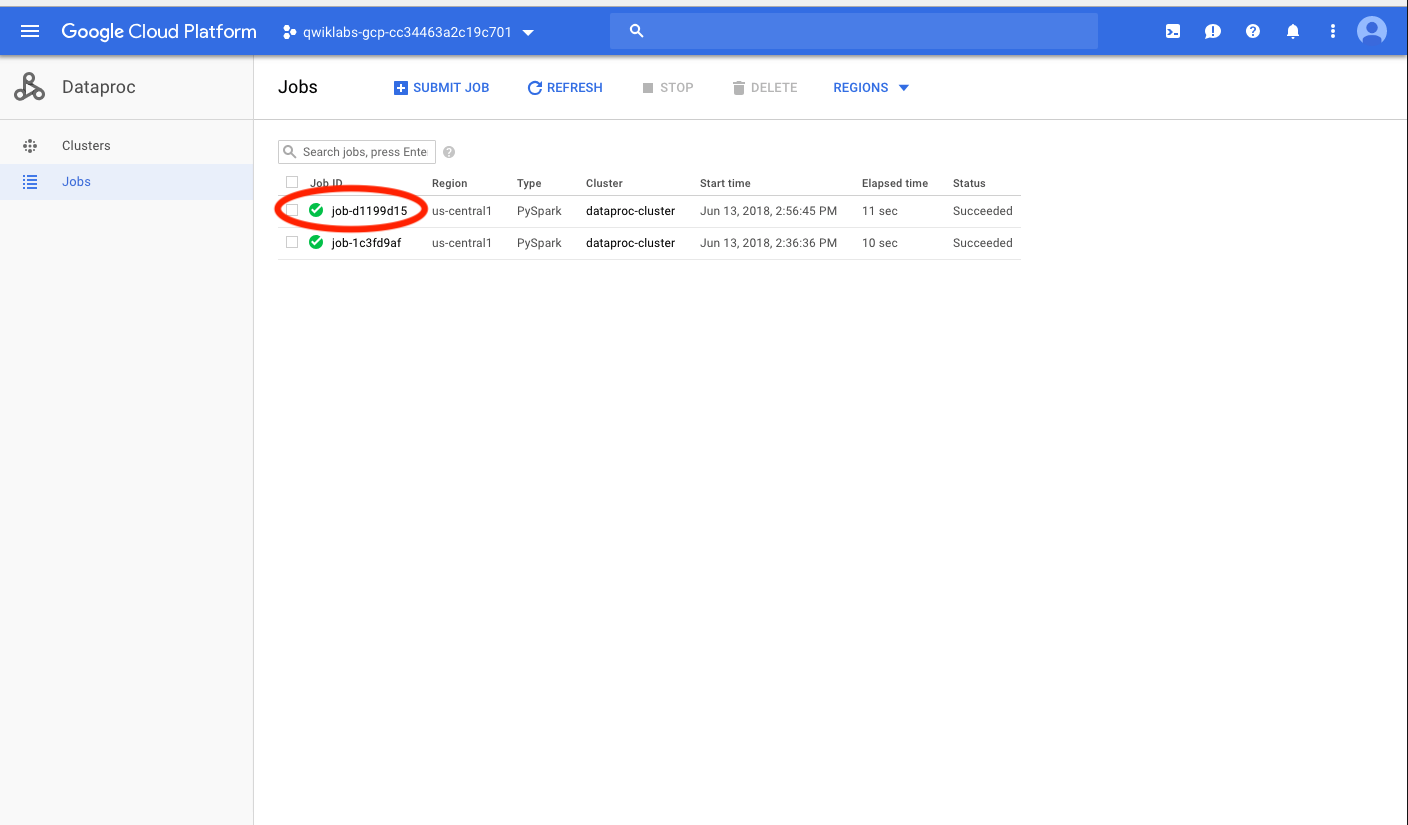 Google Cloud Platform qwiklabs-gcp-cc34463a2c19c701
Dataproc
Jobs SUBMIT JOB REFRESH STOP DELETE REGIONS
Clusters
Jobs
Search jobs, press Ente
Job ID Region Type Cluster Start time Elapsed time Status
job-d1199d15 us-central1 PySpark dataproc-cluster Jun 13, 2018, 2:56:45 PM 11 sec Succeeded
job-1c3fd9af us-central1 PySpark dataproc-cluster Jun 13, 2018, 2:36:36 PM 10 sec Succeeded